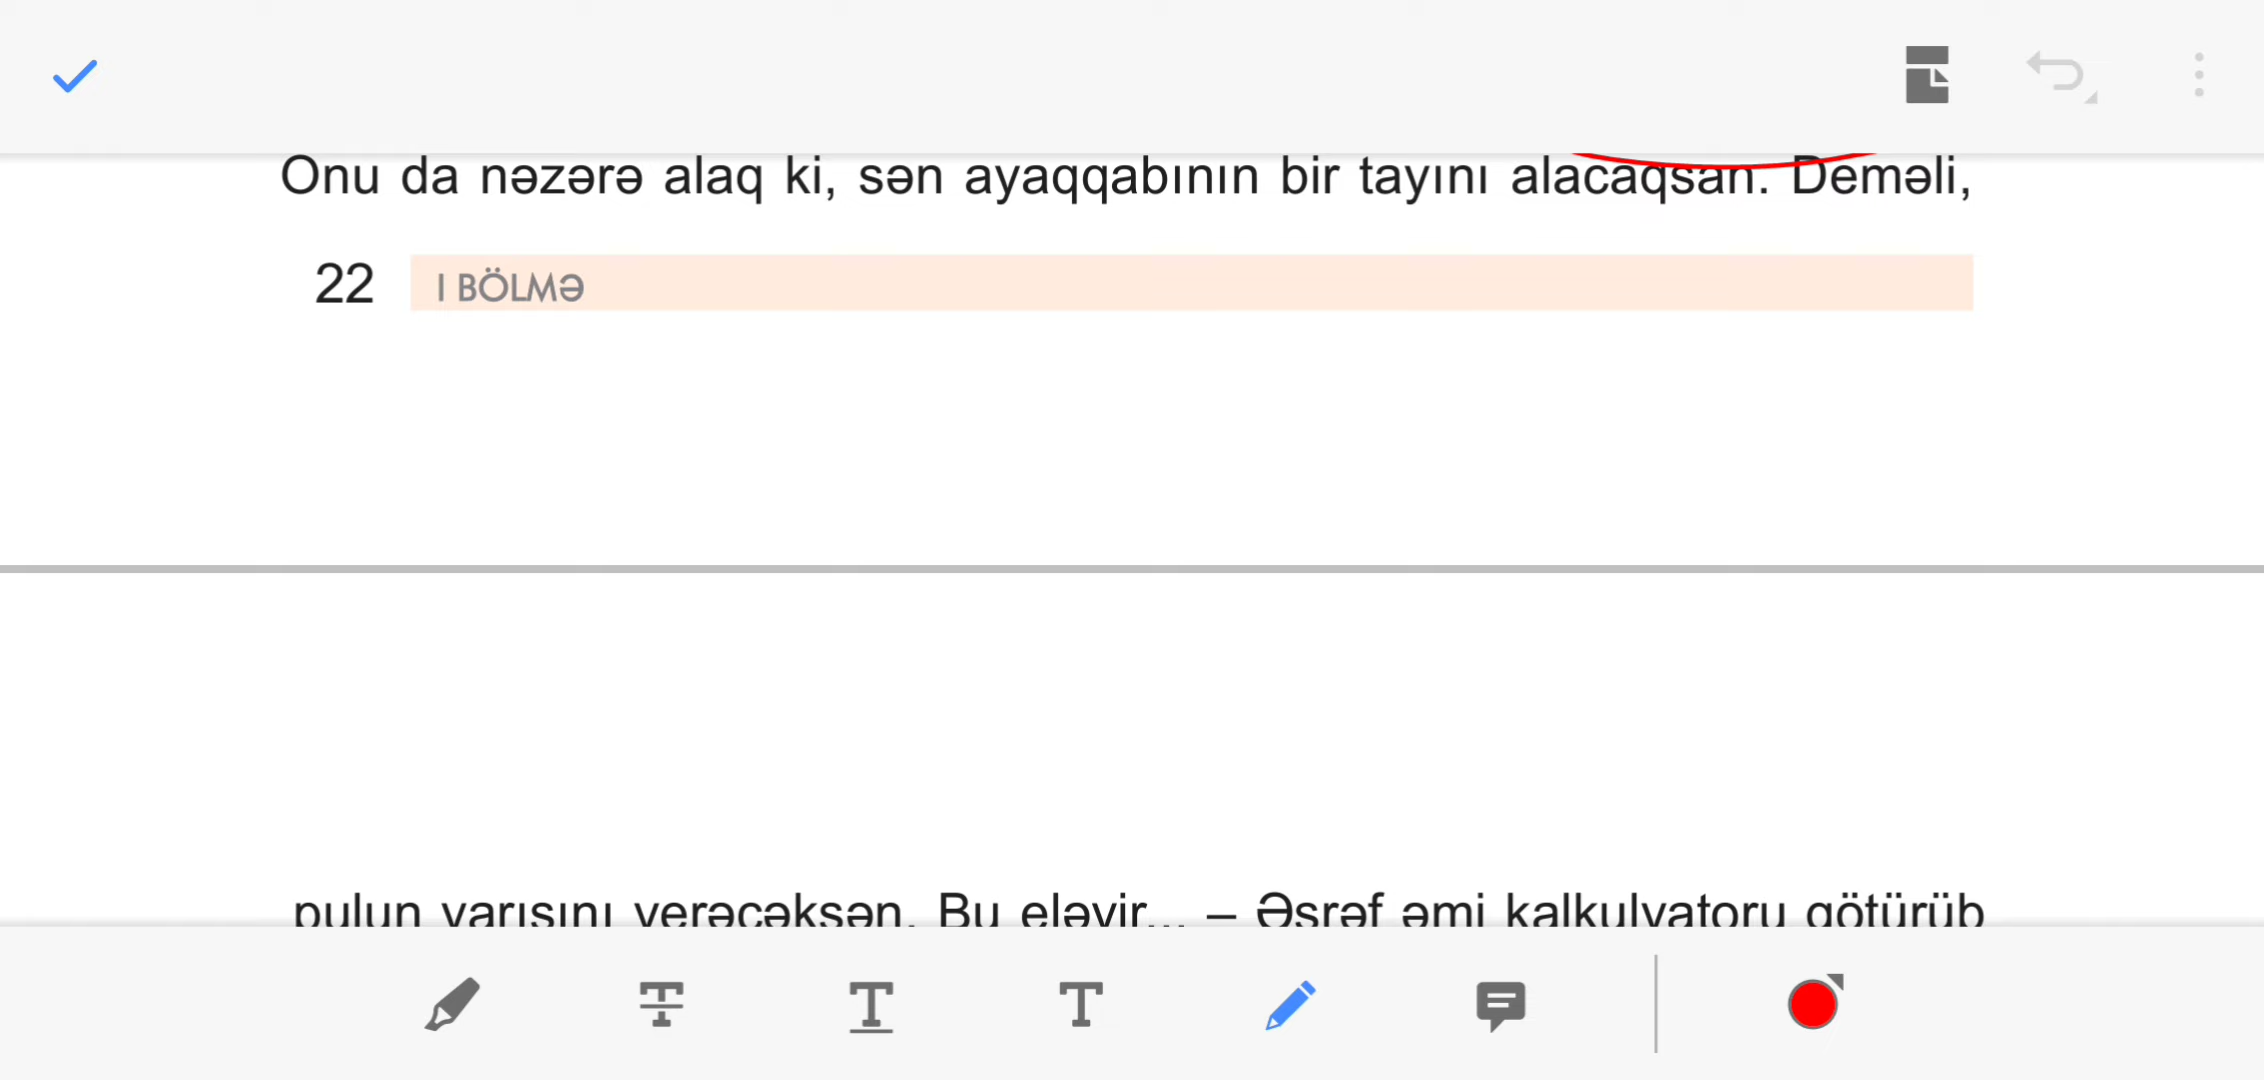 Onu da nəzərə alaq ki, sən ayaqqabının bir tayını alacaqsan. Deməli,
22 I BÖLMƏ
pulun yarısını verəcəksən. Bu eləyir... – Əşrəf əmi kalkulyatoru götürüb